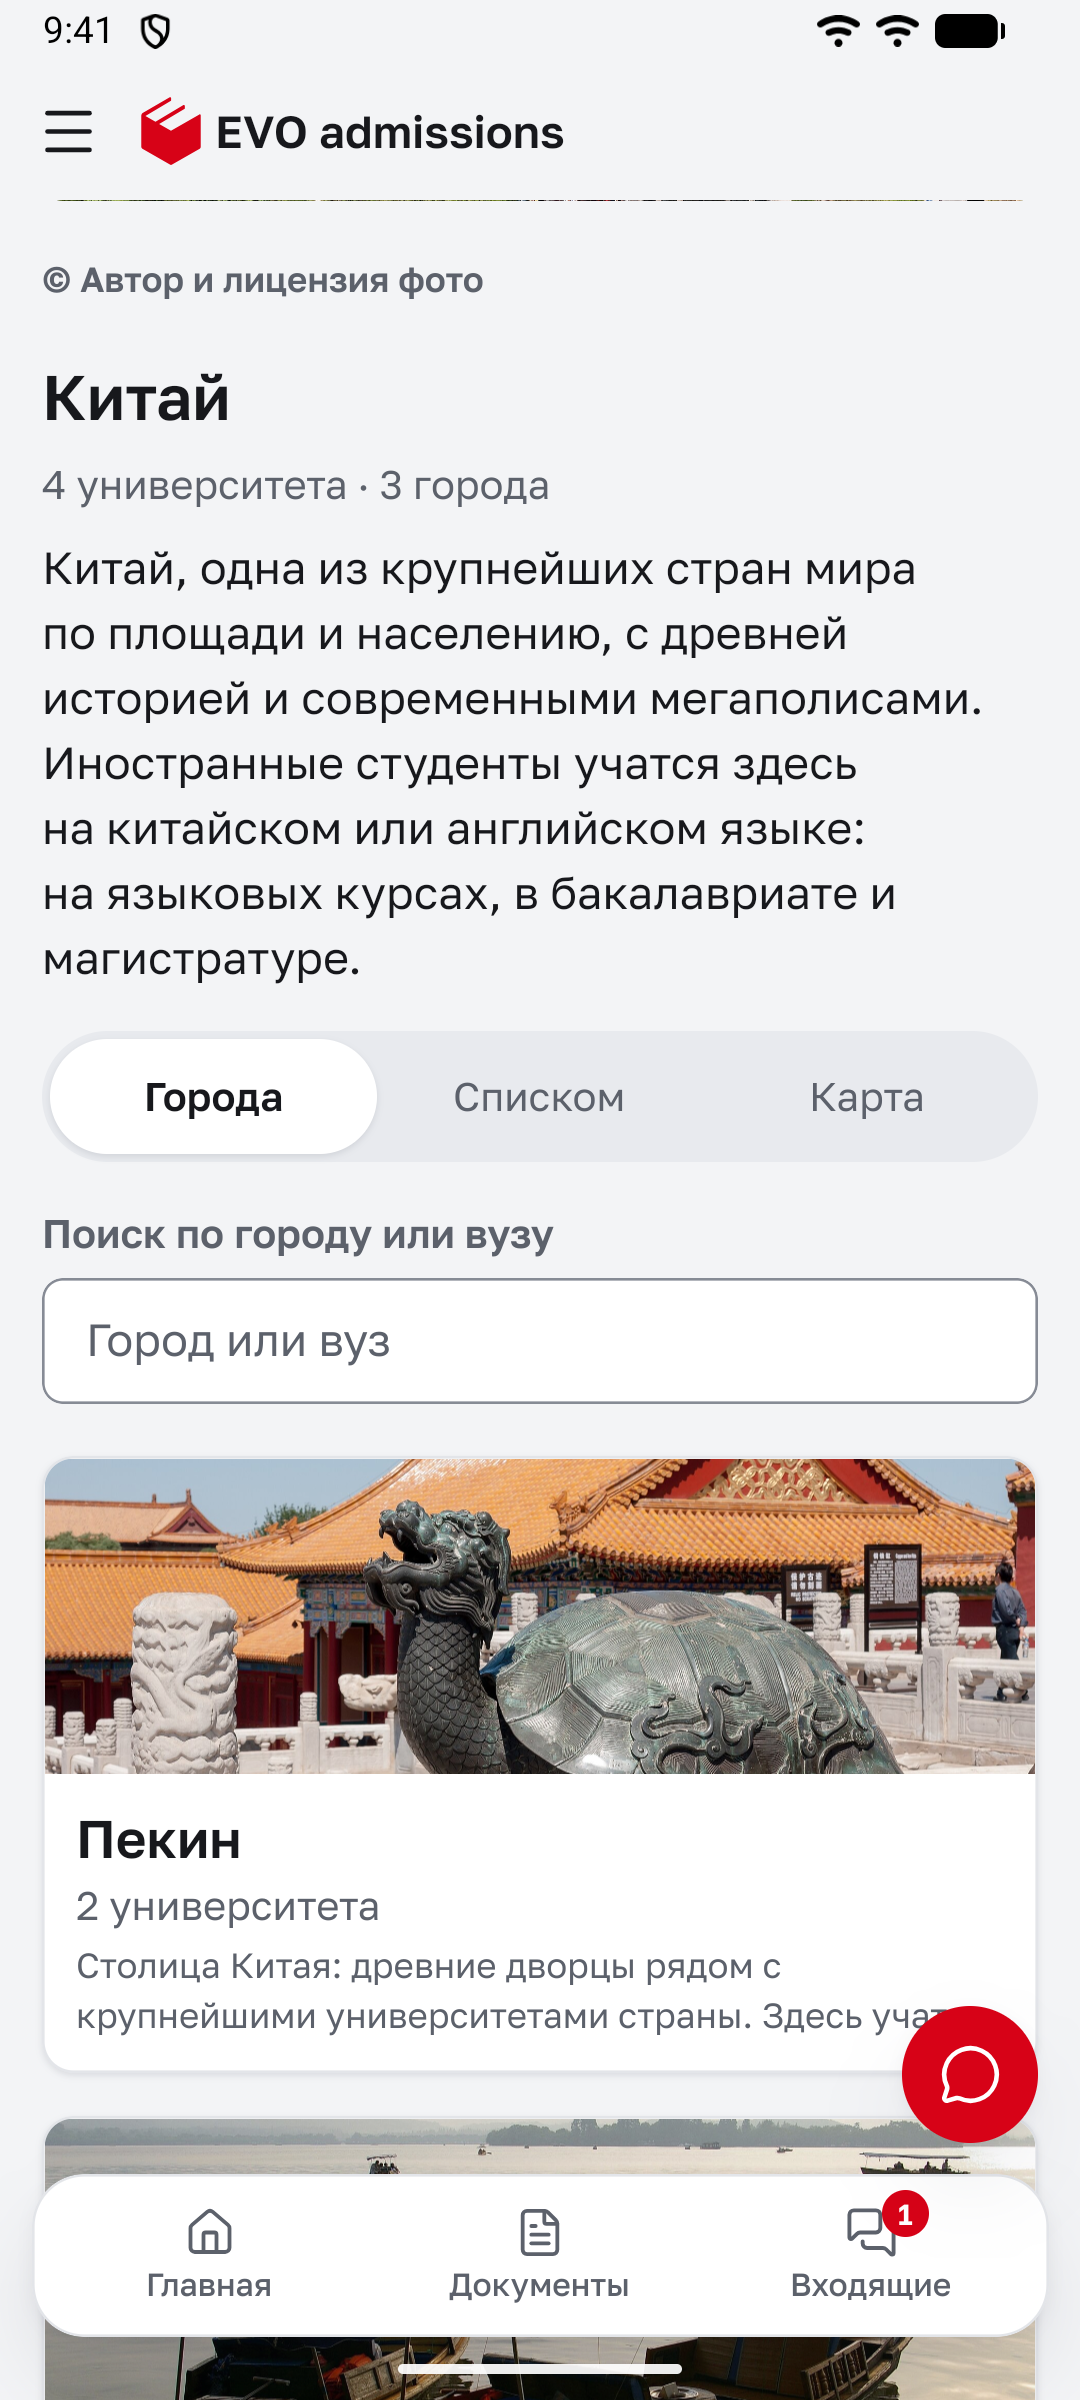 9:41
EVO admissions
© Автор и лицензия фото
Китай
4 университета · 3 города
Китай, одна из крупнейших стран мира
по площади и населению, с древней
историей и современными мегаполисами.
Иностранные студенты учатся здесь
на китайском или английском языке:
на языковых курсах, в бакалавриате и
магистратуре.
Города
Списком
Карта
Поиск по городу или вузу
Город или вуз
Пекин
2 университета
Столица Китая: древние дворцы рядом с
крупнейшими университетами страны. Здесь
1
Главная
Документы
Входящие